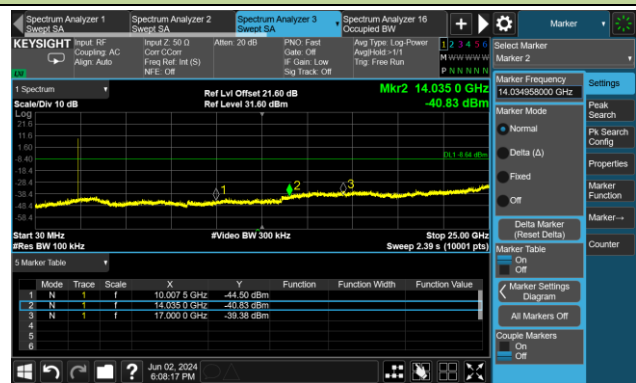 Spectrum Analyzer 1
Swept SA
Spectrum Analyzer 2
Swept SA
Spectrum Analyzer 3
Swept SA
Spectrum Analyzer 16
Occupied BW
Marker
KEYSIGHT
Input: RF
Coupling: AC
Align: Auto
Input Z: 50 Ω
Corr CCorr
Freq Ref: Int (S)
NFE: Off
Atten: 20 dB
PNO: Fast
Gate: Off
IF Gain: Low
Sig Track: Off
Avg Type: Log-Power
Avg|Hold:>1/1
Trig: Free Run
1 2 3 4 5 6
M W W W W W
P N N N N N
Select Marker
Marker 2
1 Spectrum
Scale/Div 10 dB
Log
Ref Lvl Offset 21.60 dB
Ref Level 31.60 dBm
Mkr2 14.035 0 GHz
-40.83 dBm
21.6
11.6
1.60
-8.40
-18.4
-28.4
-38.4
-48.4
-58.4
DL1 -8.64 dBm
1
2
3
Start 30 MHz
#Res BW 100 kHz
#Video BW 300 kHz
Stop 25.00 GHz
Sweep 2.39 s (10001 pts)
5 Marker Table
Mode Trace Scale X Y Function Function Width Function Value
1 N 1 f 10.007 5 GHz -44.50 dBm
2 N 1 f 14.035 0 GHz -40.83 dBm
3 N 1 f 17.000 0 GHz -39.38 dBm
4
5
6
Marker Frequency
14.034958000 GHz
Marker Mode
Normal
Delta (Δ)
Fixed
Off
Delta Marker
(Reset Delta)
Marker Table
On
Off
Marker Settings
Diagram
All Markers Off
Couple Markers
On
Off
Settings
Peak
Search
Pk Search
Config
Properties
Marker
Function
Marker→
Counter
?
Jun 02, 2024
6:08:17 PM